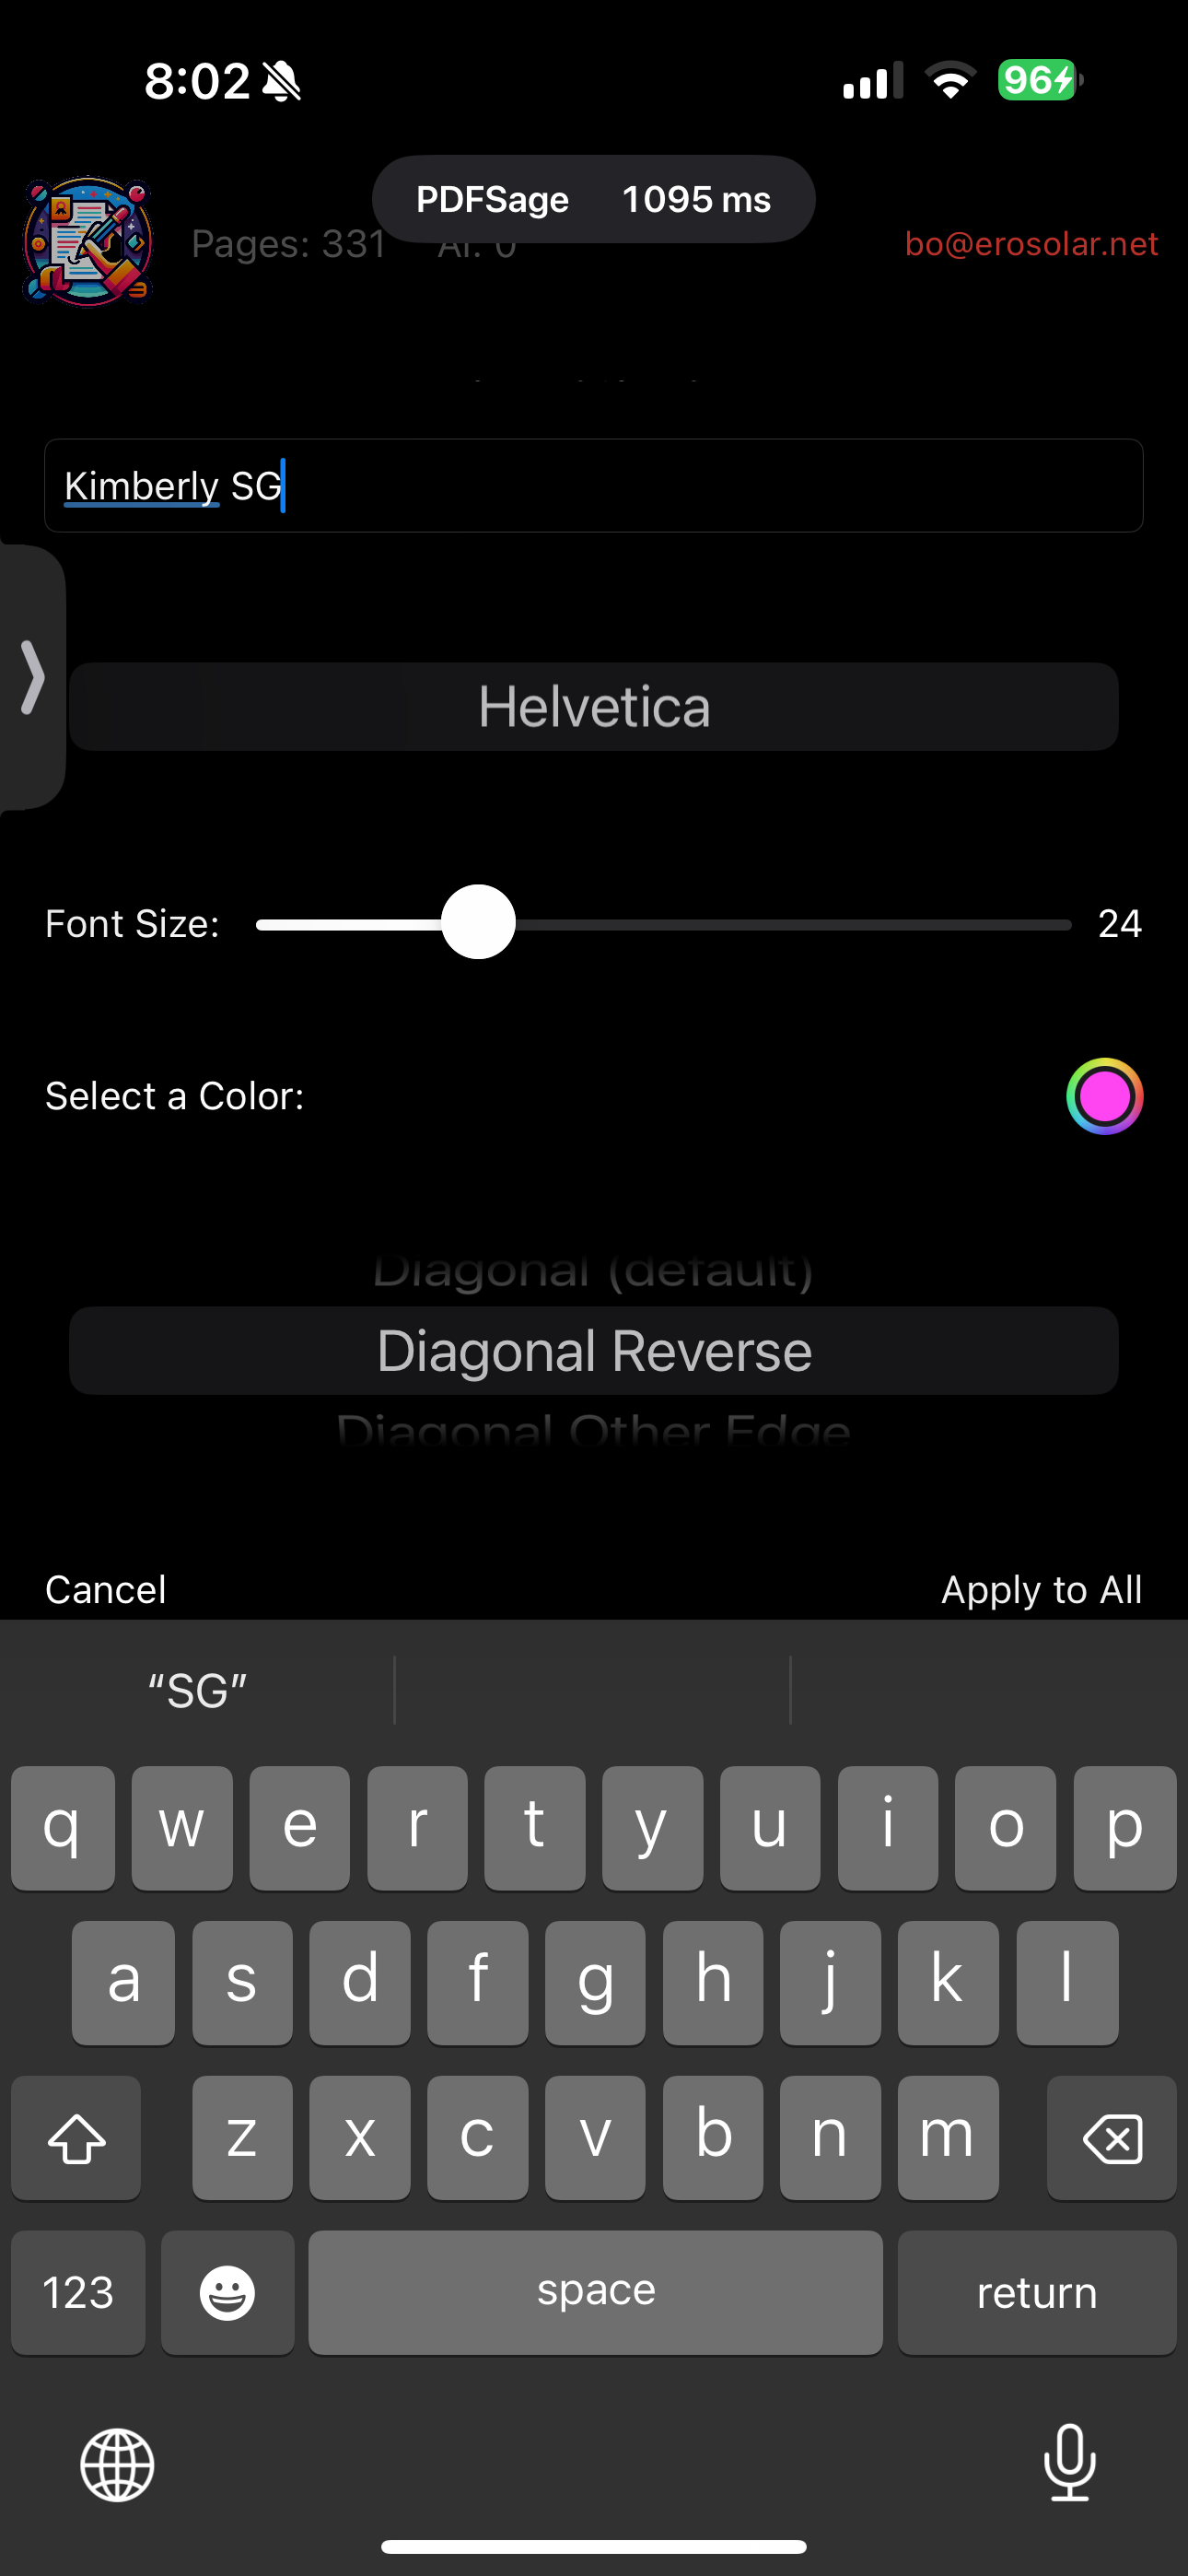 8:02
96
PDFSage 1095 ms
Pages: 331 AI: 0
bo@erosolar.net
Kimberly SG
Helvetica
Font Size: 24
Select a Color:
Diagonal (default)
Diagonal Reverse
Diagonal Other Edge
Cancel Apply to All
“SG”
q w e r t y u i o p
a s d f g h j k l
z x c v b n m
123 space return